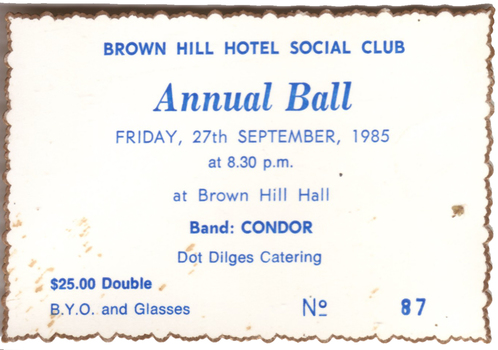 BROWN HILL HOTEL SOCIAL CLUB
Annual Ball
FRIDAY, 27th SEPTEMBER, 1985
at 8.30 p.m.
at Brown Hill Hall
Band: CONDOR
Dot Dilges Catering
$25.00 Double
B.Y.O. and Glasses Nº 87